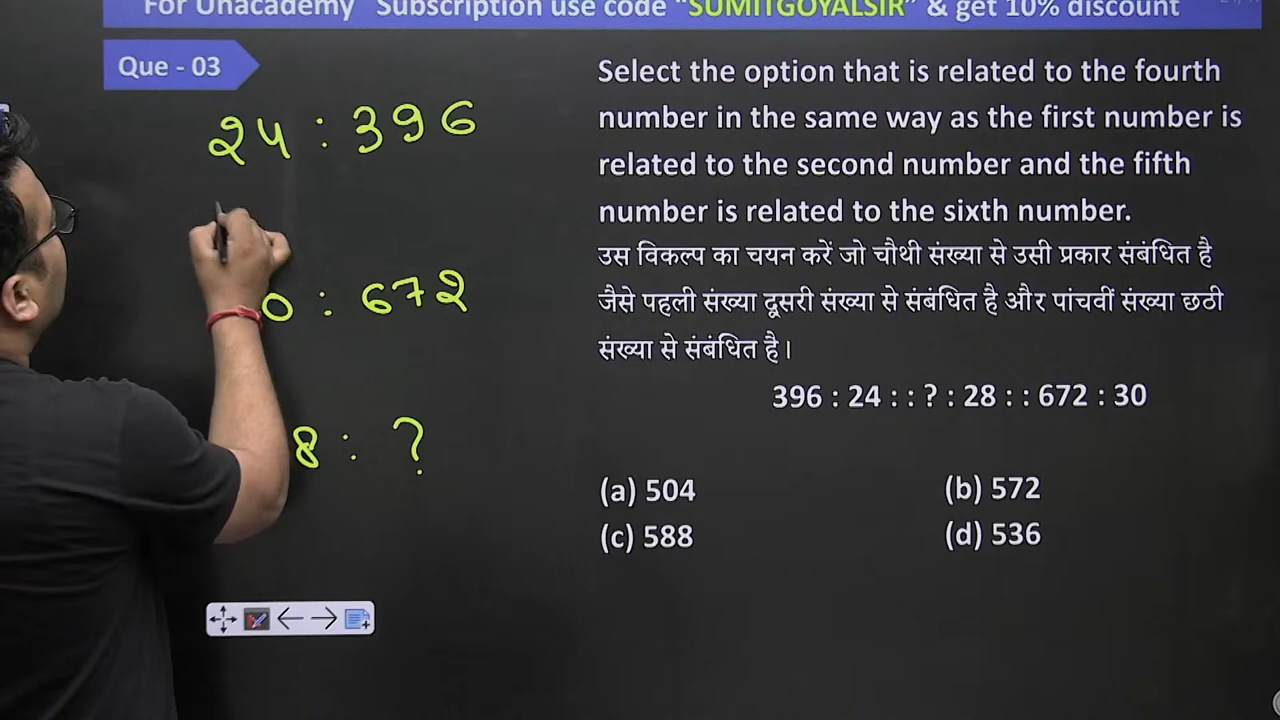 For Unacademy Subscription use code "SUMITGOYALSIR" & get 10% discount
Que - 03
24 : 396
0 : 672
8 : ?
Select the option that is related to the fourth
number in the same way as the first number is
related to the second number and the fifth
number is related to the sixth number.
उस विकल्प का चयन करें जो चौथी संख्या से उसी प्रकार संबंधित है
जैसे पहली संख्या दूसरी संख्या से संबंधित है और पांचवीं संख्या छठी
संख्या से संबंधित है।
396 : 24 : : ? : 28 : : 672 : 30
(a) 504
(b) 572
(c) 588
(d) 536